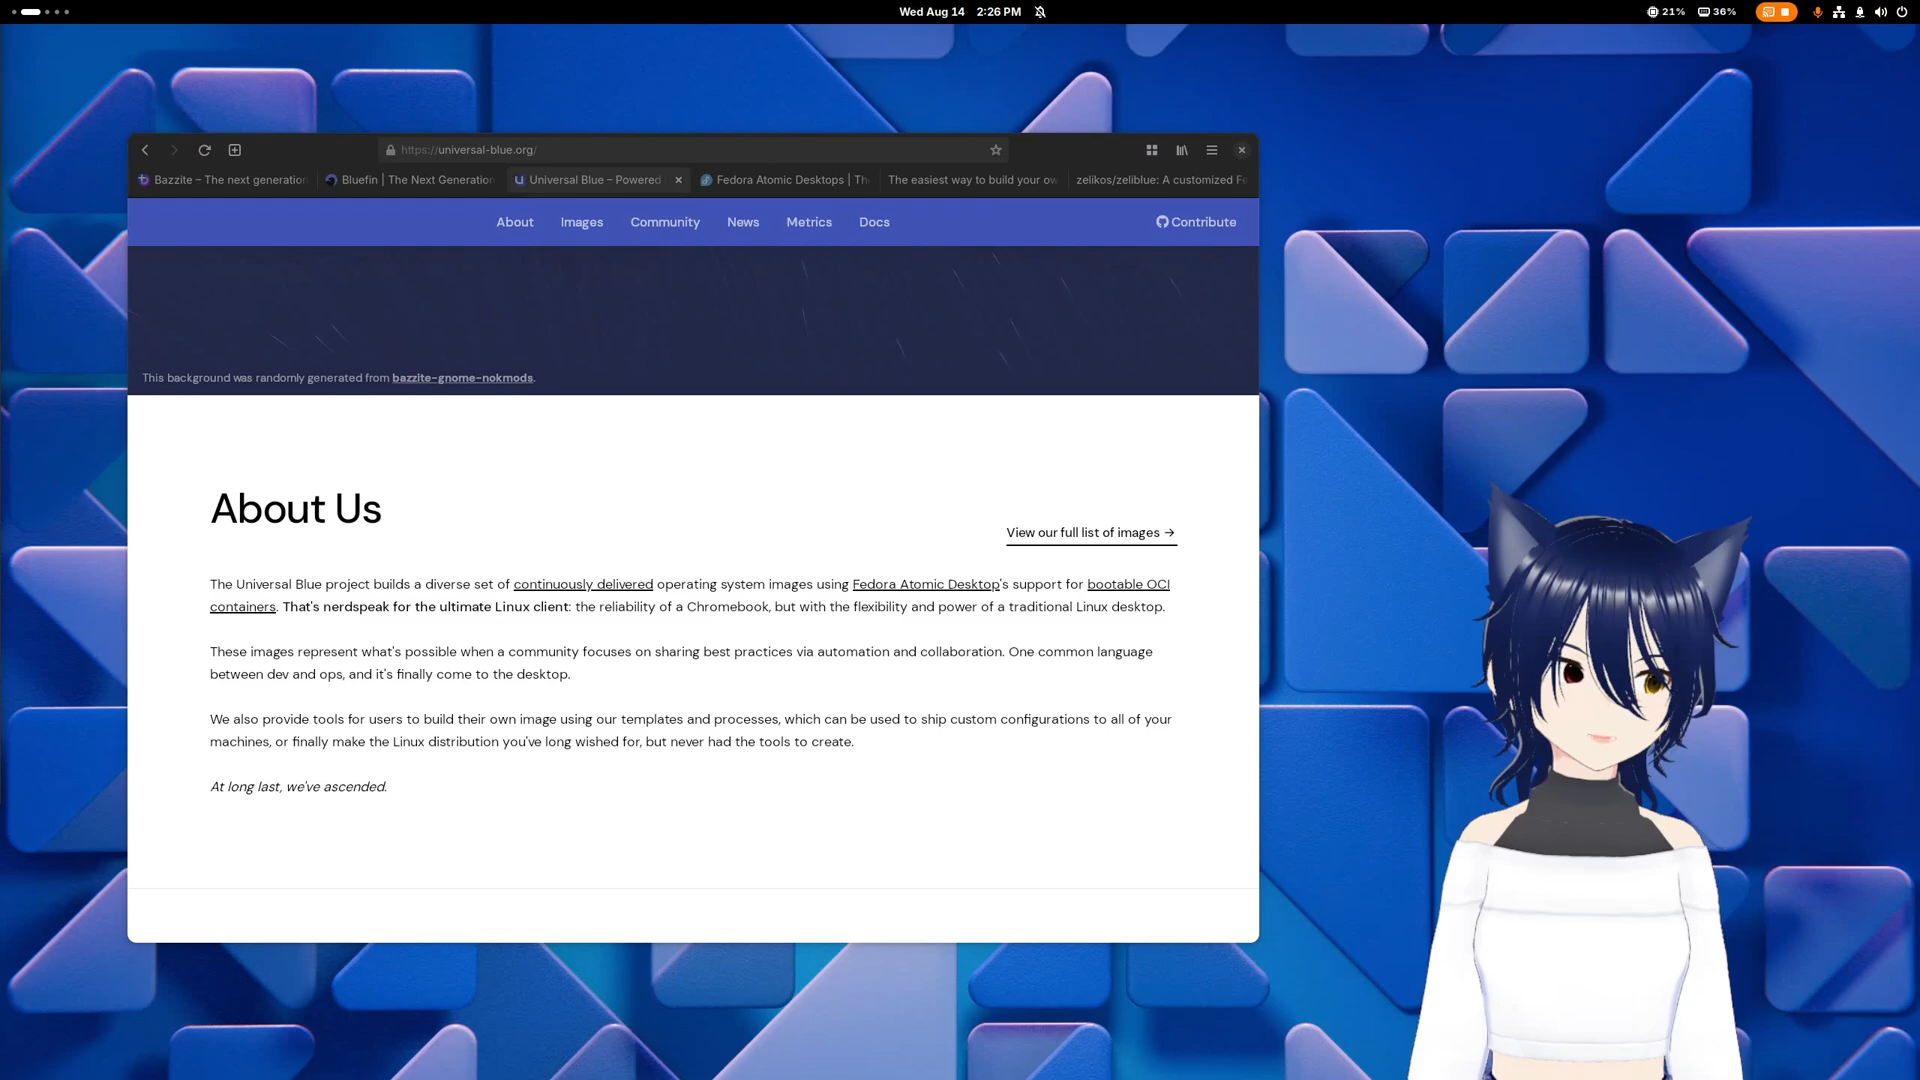 Wed Aug 14 2:26 PM
21% 36%
https://universal-blue.org/
Bazzite – The next generation
Bluefin | The Next Generation
Universal Blue – Powered
Fedora Atomic Desktops | Th
The easiest way to build your ow
zelikos/zeliblue: A customized Fe
About Images Community News Metrics Docs Contribute
This background was randomly generated from bazzite-gnome-nokmods.
About Us
View our full list of images →
The Universal Blue project builds a diverse set of continuously delivered operating system images using Fedora Atomic Desktop's support for bootable OCI
containers. That's nerdspeak for the ultimate Linux client: the reliability of a Chromebook, but with the flexibility and power of a traditional Linux desktop.
These images represent what's possible when a community focuses on sharing best practices via automation and collaboration. One common language
between dev and ops, and it's finally come to the desktop.
We also provide tools for users to build their own image using our templates and processes, which can be used to ship custom configurations to all of your
machines, or finally make the Linux distribution you've long wished for, but never had the tools to create.
At long last, we've ascended.